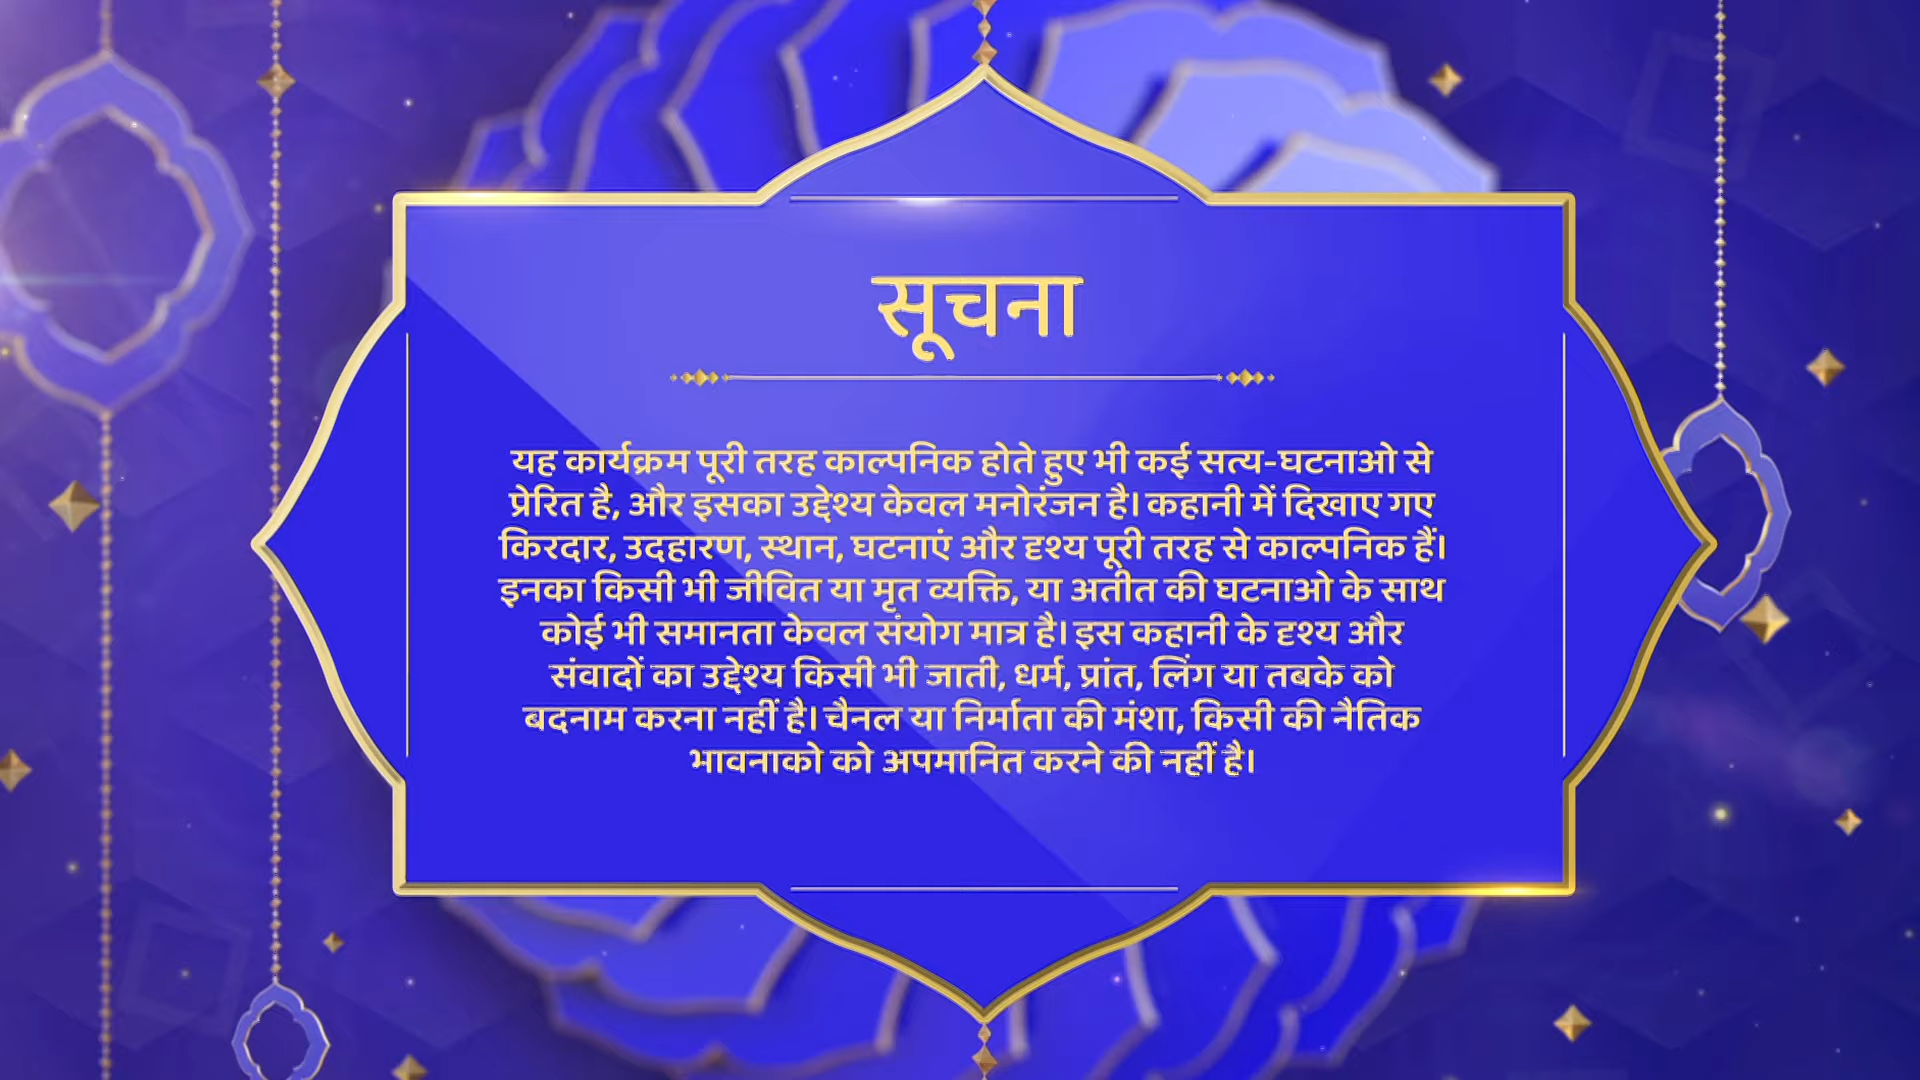 सूचना
यह कार्यक्रम पूरी तरह काल्पनिक होते हुए भी कई सत्य-घटनाओ से
प्रेरित है, और इसका उद्देश्य केवल मनोरंजन है। कहानी में दिखाए गए
किरदार, उदहारण, स्थान, घटनाएं और दृश्य पूरी तरह से काल्पनिक हैं।
इनका किसी भी जीवित या मृत व्यक्ति, या अतीत की घटनाओ के साथ
कोई भी समानता केवल संयोग मात्र है। इस कहानी के दृश्य और
संवादों का उद्देश्य किसी भी जाती, धर्म, प्रांत, लिंग या तबके को
बदनाम करना नहीं है। चैनल या निर्माता की मंशा, किसी की नैतिक
भावनाको को अपमानित करने की नहीं है।